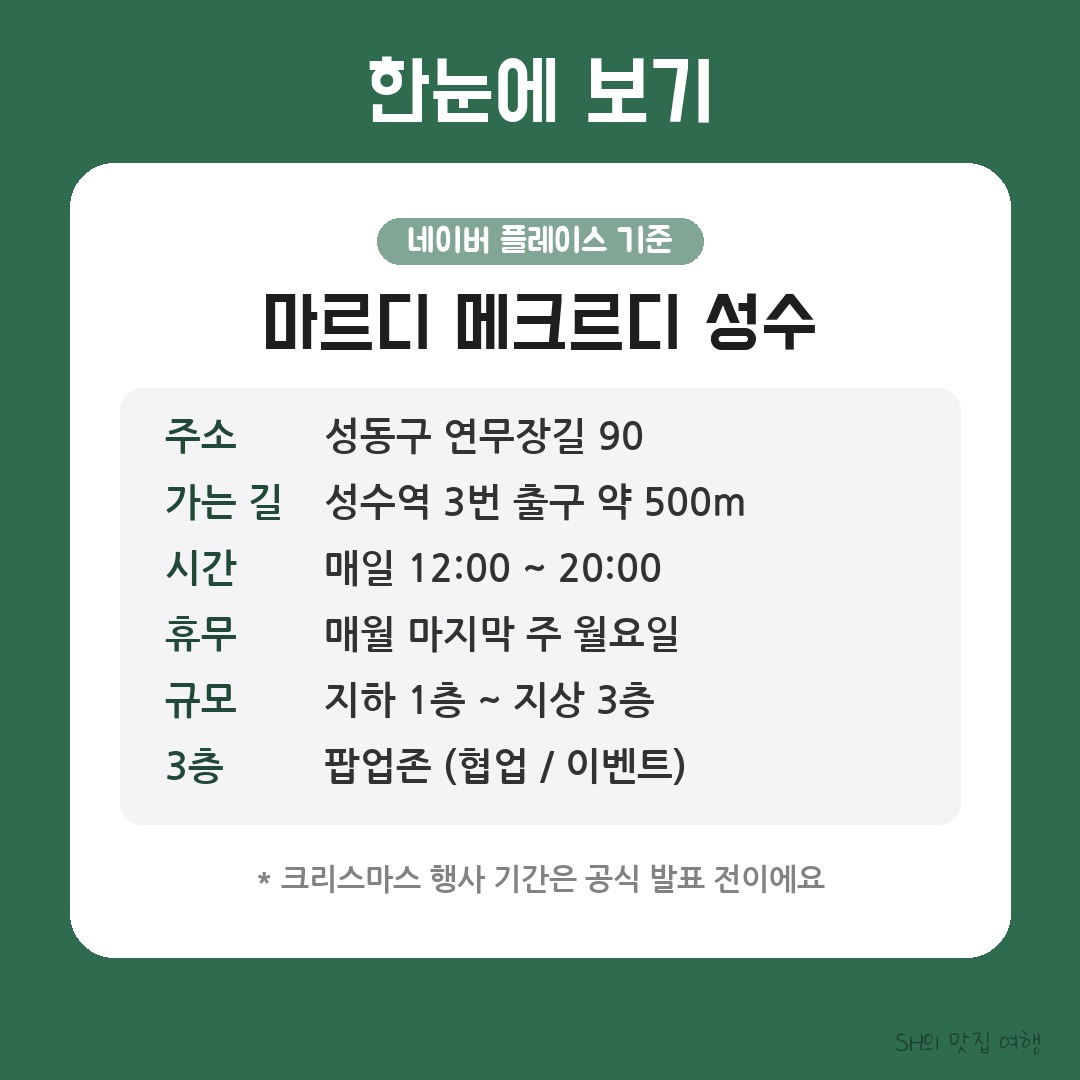 한눈에 보기
네이버 플레이스 기준
마르디 메크르디 성수
주소 성동구 연무장길 90
가는 길 성수역 3번 출구 약 500m
시간 매일 12:00 ~ 20:00
휴무 매월 마지막 주 월요일
규모 지하 1층 ~ 지상 3층
3층 팝업존 (협업 / 이벤트)
* 크리스마스 행사 기간은 공식 발표 전이에요
SH의 맛집 여행